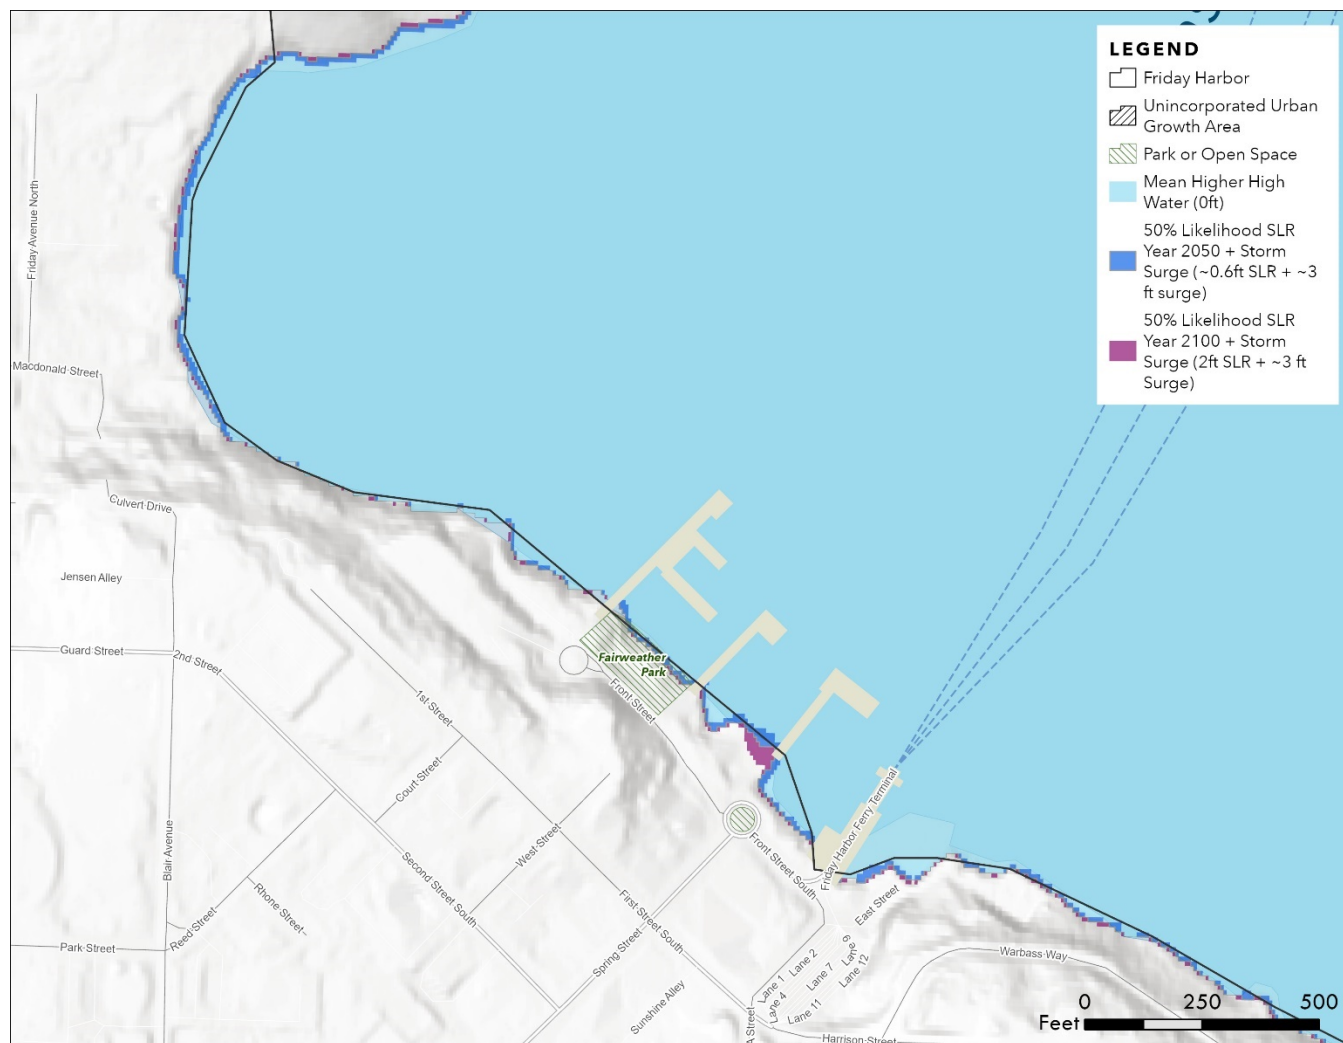 LEGEND
Friday Harbor
Unincorporated Urban
Growth Area
Park or Open Space
Mean Higher High
Water (0ft)
50% Likelihood SLR
Year 2050 + Storm
Surge (~0.6ft SLR + ~3
ft surge)
50% Likelihood SLR
Year 2100 + Storm
Surge (2ft SLR + ~3 ft
Surge)
Friday Avenue North
Macdonald Street
Culvert Drive
Jensen Alley
Guard Street
2nd Street
Fairweather
Park
Front Street
1st Street
Court Street
West Street
Blair Avenue
Friday Harbor Ferry Terminal
Front Street South
Second Street South
First Street South
East Street
Rhone Street
Reed Street
Park Street
Spring Street
Sunshine Alley
Lane 1
Lane 2
Lane 4
Lane 7
Lane 9
Lane 11
Lane 12
Warbass Way
A Street
Harrison Street
0 250 500
Feet